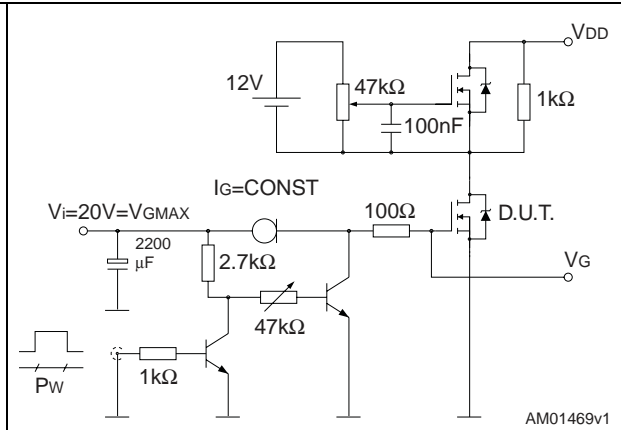 VDD
12V
47kΩ
1kΩ
100nF
IG=CONST
Vi=20V=VGMAX
100Ω
D.U.T.
2200
μF
2.7kΩ
VG
47kΩ
1kΩ
PW
AM01469v1